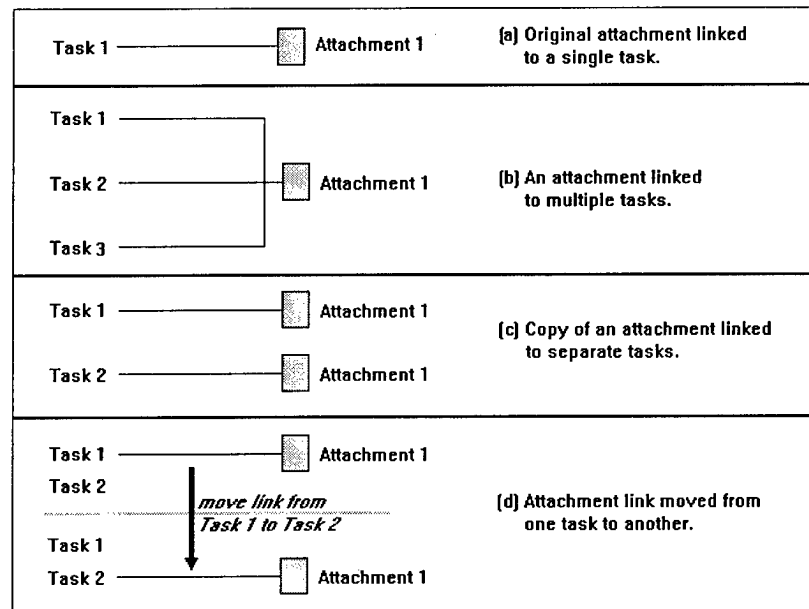 Task 1 Attachment 1 (a) Original attachment linked
to a single task.
Task 1
Task 2 Attachment 1 (b) An attachment linked
to multiple tasks.
Task 3
Task 1 Attachment 1
(c) Copy of an attachment linked
to separate tasks.
Task 2 Attachment 1
Task 1 Attachment 1
Task 2
move link from
Task 1 to Task 2
(d) Attachment link moved from
one task to another.
Task 1
Task 2 Attachment 1